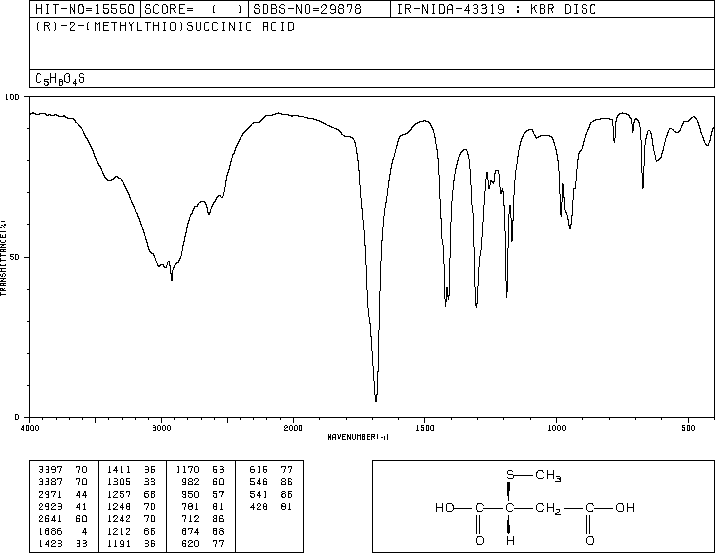 HIT-NO=15550 SCORE= ( ) SDBS-NO=29878 IR-NIDA-43319 : KBR DISC
(R)-2-(METHYLTHIO)SUCCINIC ACID
C5H8O4S
100
50
0
TRANSMITTANCE(%)
4000 3000 2000 1500 1000 500
WAVENUMBER(-1)
3397 70 1411 36 1170 53 616 77
3387 70 1305 33 982 60 546 86
2971 44 1257 68 950 57 541 86
2923 41 1248 70 781 81 428 81
2641 60 1242 70 712 86
1686 4 1212 66 674 68
1423 33 1191 36 620 77
S CH3
HO C C CH2 C OH
O H O